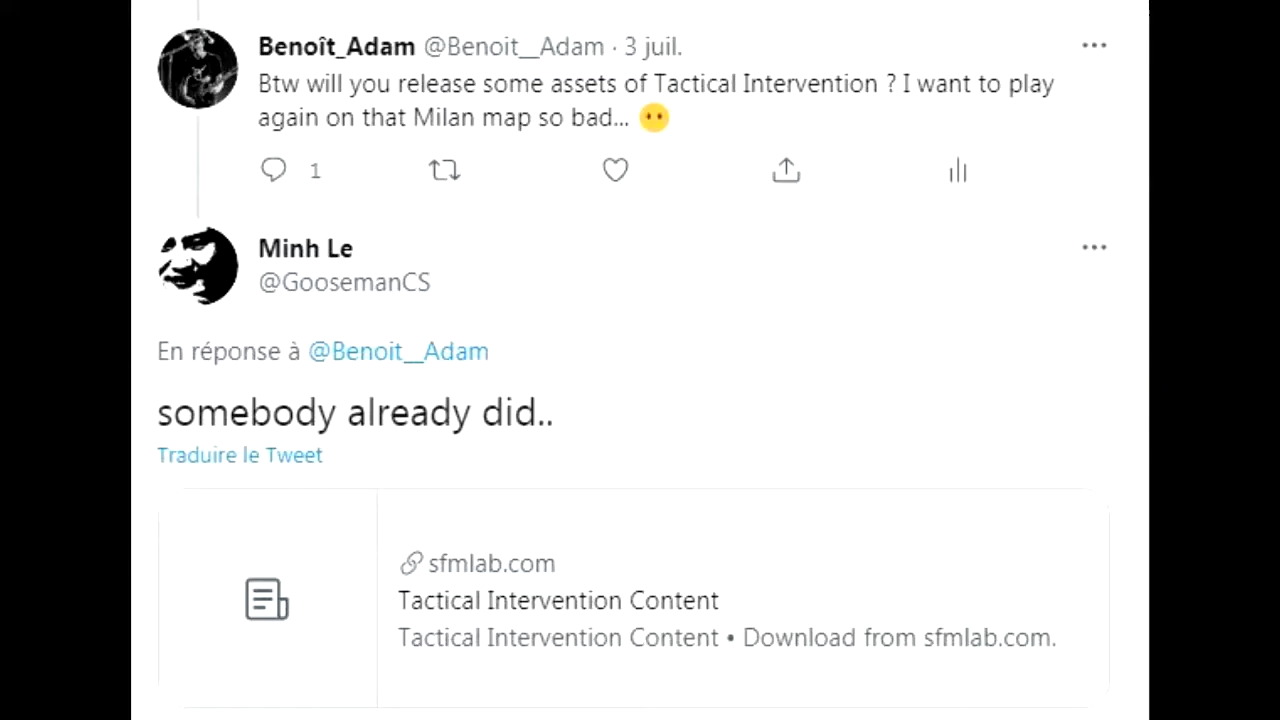 Benoît_Adam @Benoit__Adam · 3 juil.
Btw will you release some assets of Tactical Intervention ? I want to play
again on that Milan map so bad... 😶
1
Minh Le
@GoosemanCS
En réponse à @Benoit__Adam
somebody already did..
Traduire le Tweet
sfmlab.com
Tactical Intervention Content
Tactical Intervention Content • Download from sfmlab.com.